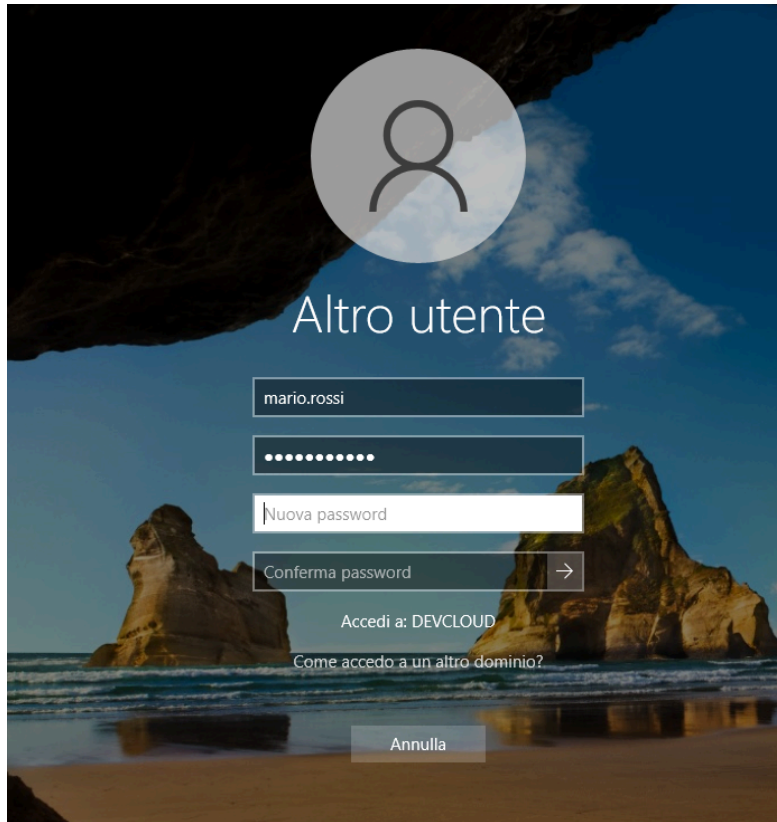 Altro utente
mario.rossi
●●●●●●●●●●●
Nuova password
Conferma password
Accedi a: DEVCLOUD
Come accedo a un altro dominio?
Annulla